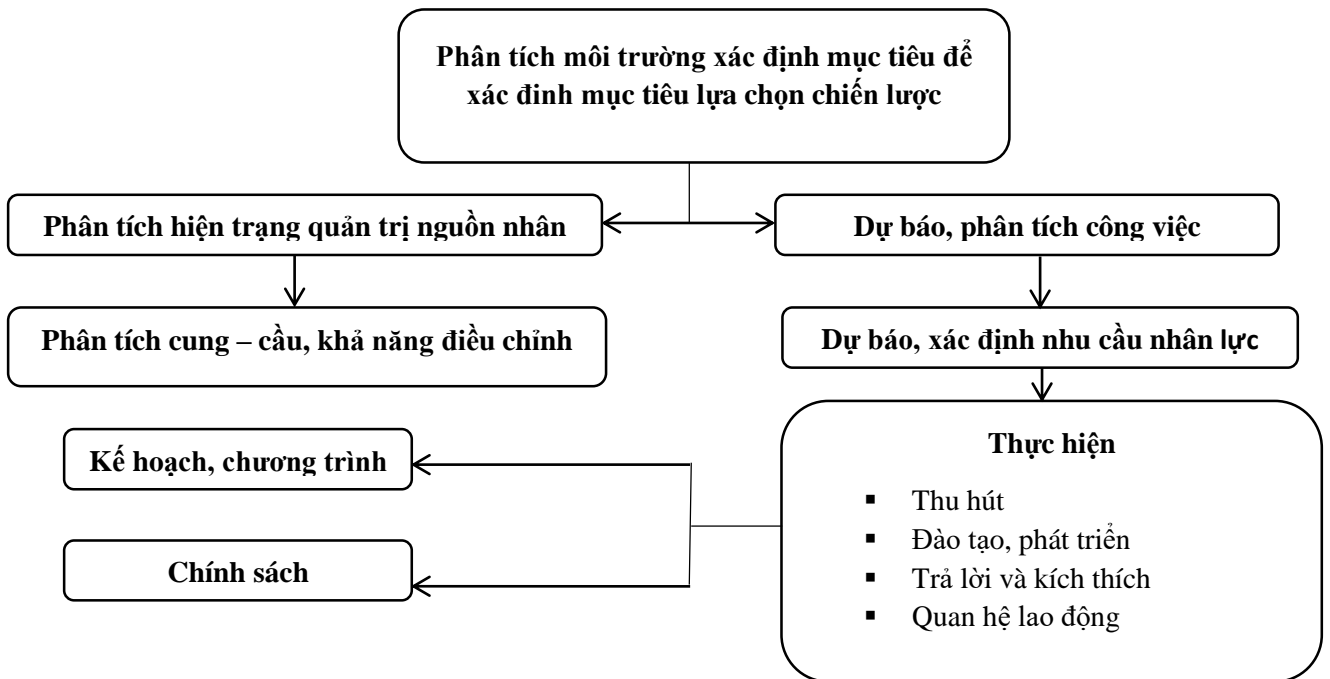 Phân tích môi trường xác định mục tiêu để
xác đinh mục tiêu lựa chọn chiến lược
Phân tích hiện trạng quản trị nguồn nhân
Dự báo, phân tích công việc
Phân tích cung – cầu, khả năng điều chỉnh
Dự báo, xác định nhu cầu nhân lực
Kế hoạch, chương trình
Chính sách
Thực hiện
▪ Thu hút
▪ Đào tạo, phát triển
▪ Trả lời và kích thích
▪ Quan hệ lao động